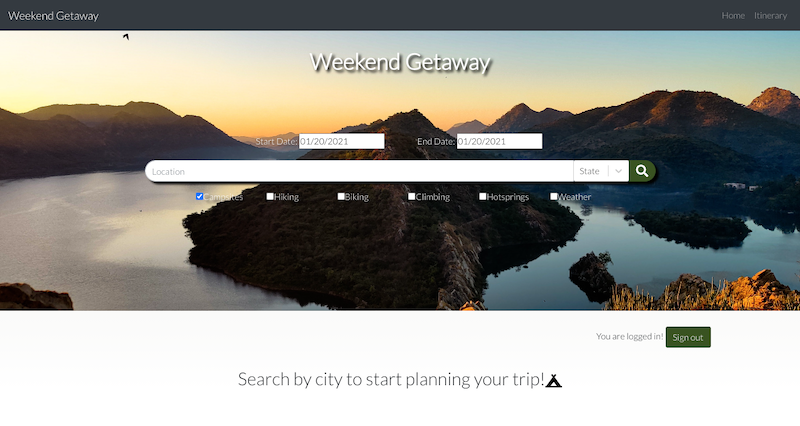 Weekend Getaway Home Itinerary
Weekend Getaway
Start Date: 01/20/2021 End Date: 01/20/2021
Location State
Campsites Hiking Biking Climbing Hotsprings Weather
You are logged in! Sign out
Search by city to start planning your trip!